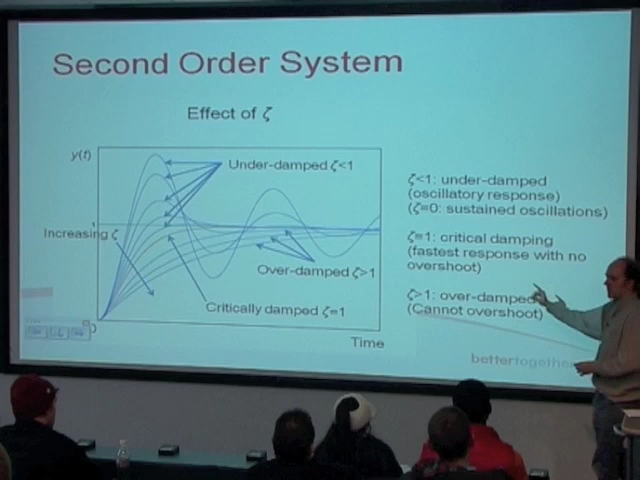 Second Order System
Effect of ζ
y(t)
Under-damped ζ<1
1
Increasing ζ
Over-damped ζ>1
Critically damped ζ=1
0
Time
ζ<1: under-damped
(oscillatory response)
(ζ=0: sustained oscillations)
ζ=1: critical damping
(fastest response with no
overshoot)
ζ>1: over-damped
(Cannot overshoot)
bettertogether